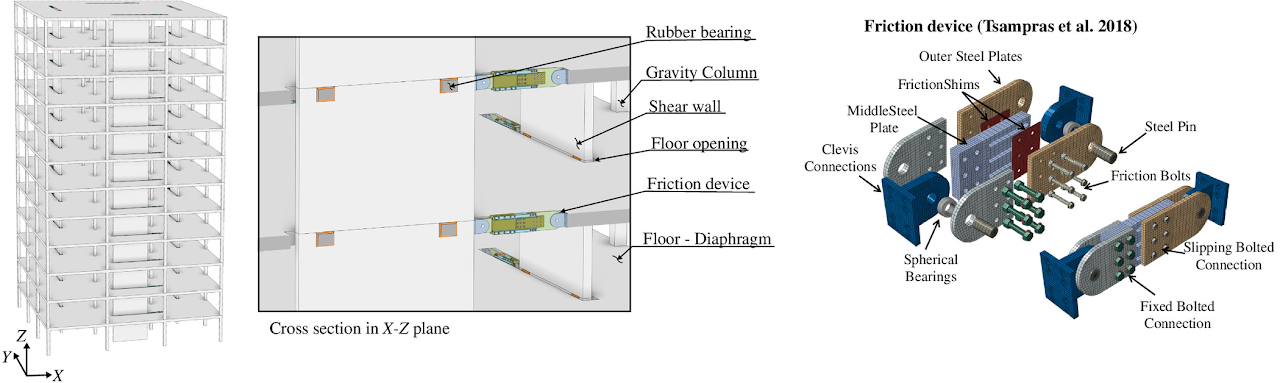 Z
Y
X
Rubber bearing
Gravity Column
Shear wall
Floor opening
Friction device
Floor - Diaphragm
Cross section in X-Z plane
Friction device (Tsampras et al. 2018)
Outer Steel Plates
FrictionShims
MiddleSteel
Plate
Clevis
Connections
Steel Pin
Friction Bolts
Spherical
Bearings
Slipping Bolted
Connection
Fixed Bolted
Connection